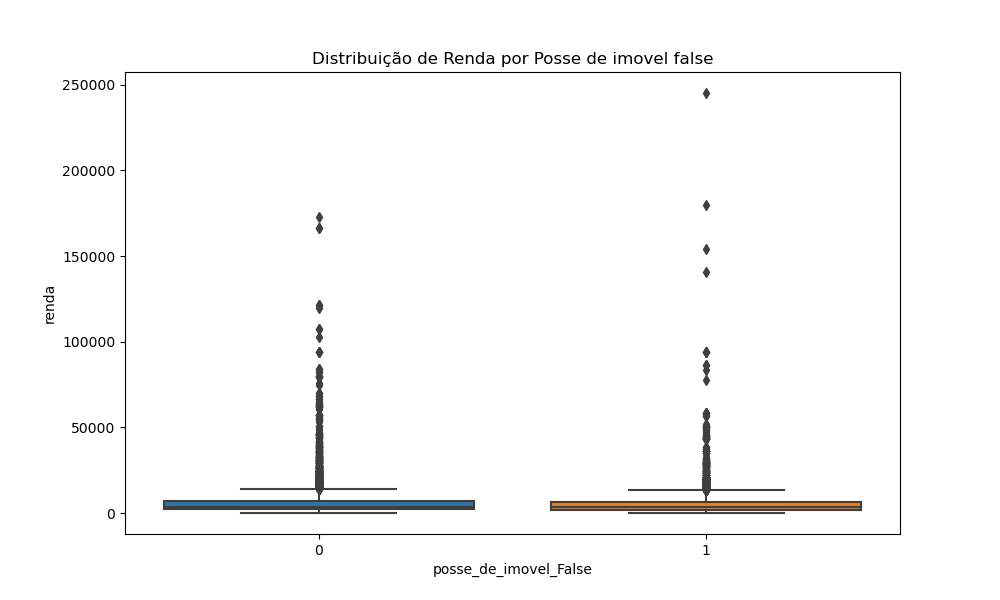 Distribuição de Renda por Posse de imovel false
250000
200000
150000
100000
50000
0
renda
0 1
posse_de_imovel_False